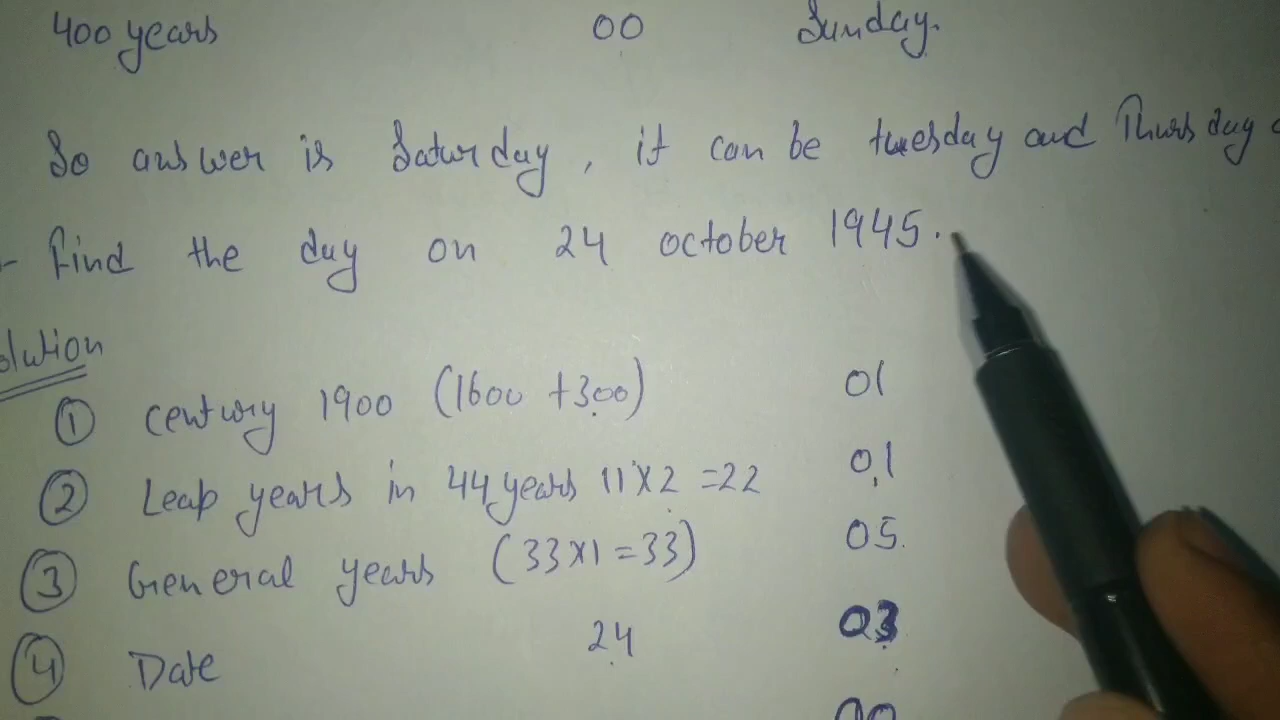 400 years 00 Sunday.
So answer is Saturday, it can be tuesday and Thursday
- Find the day on 24 october 1945.
olution
① century 1900 (1600 +300) 01
② Leap years in 44 years 11×2 =22 01
③ General years (33×1 =33) 05.
④ Date 24 03
00